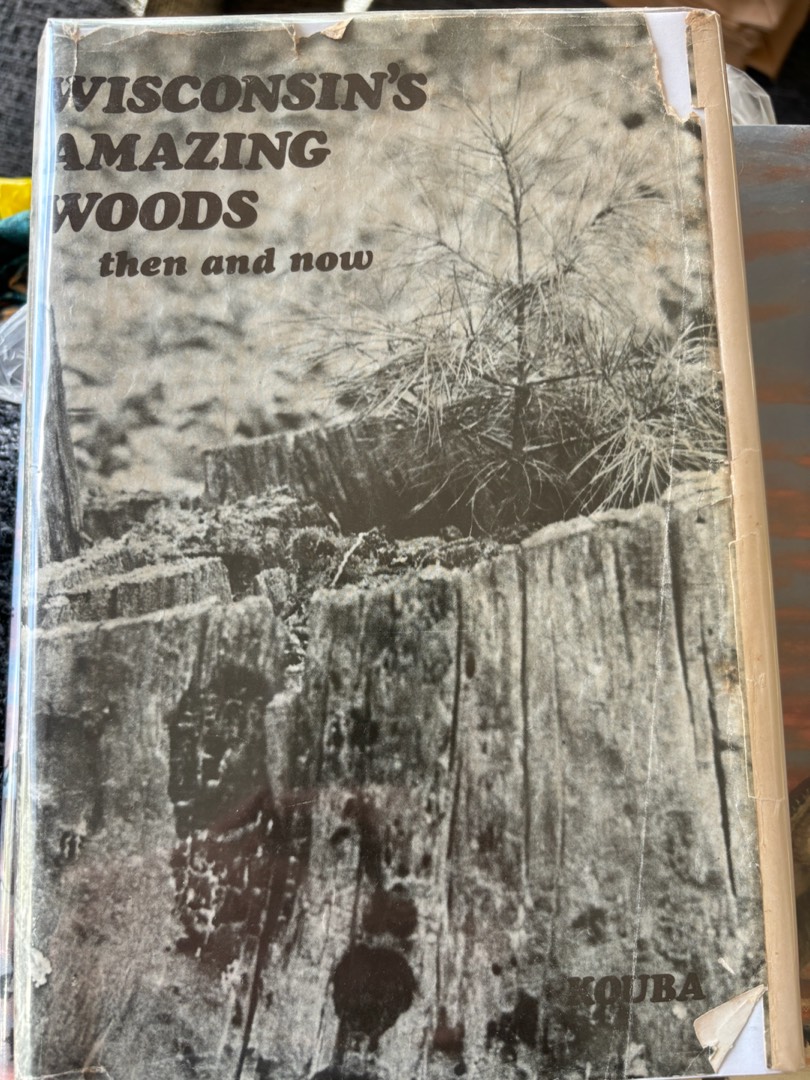 WISCONSIN'S
AMAZING
WOODS
then and now
KOUBA